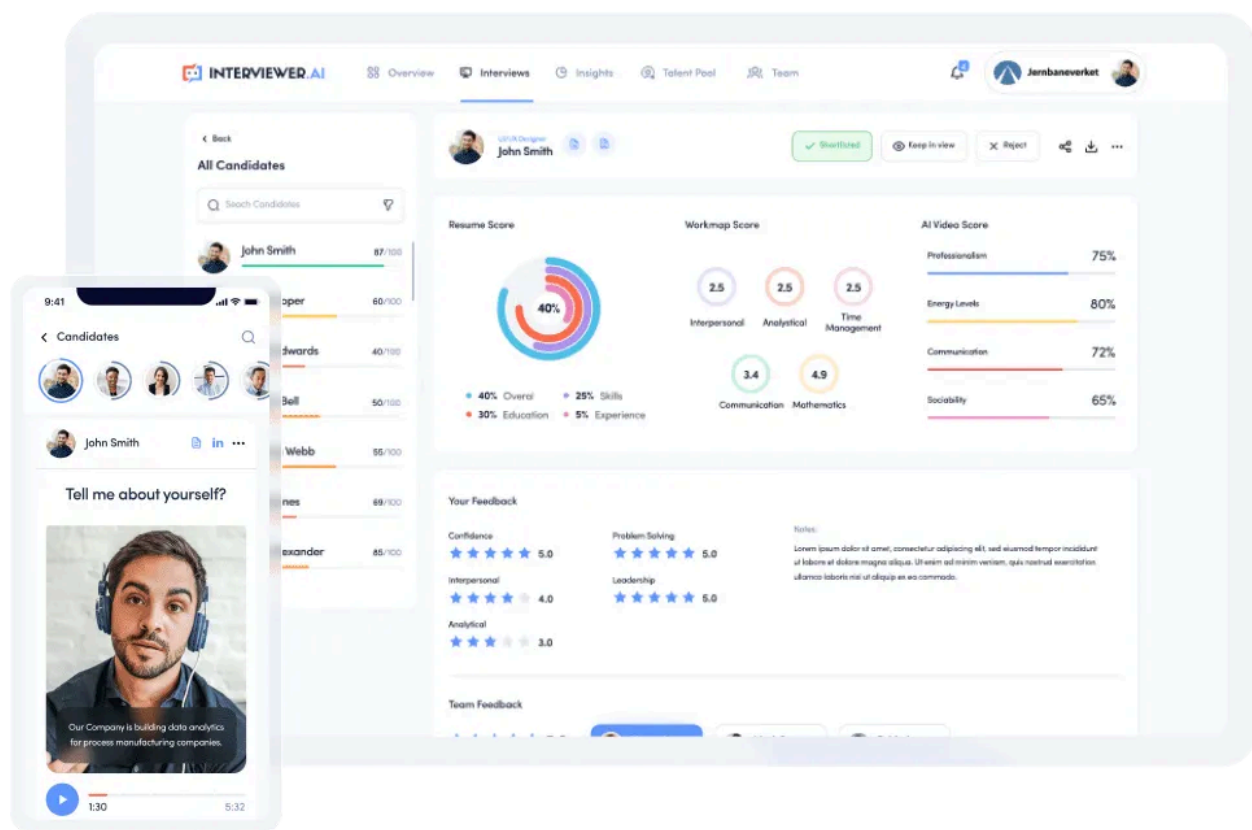 INTERVIEWER.AI
Overview
Interviews
Insights
Talent Pool
Team
4
Jernbaneverket
Back
All Candidates
Seach Candidates
John Smith
87/100
oper
60/100
dwards
40/100
Bell
50/100
Webb
55/100
nes
69/100
exander
85/100
UI/UX Designer
John Smith
Shortlisted
Keep in view
Reject
Resume Score
40%
40% Overal
25% Skills
30% Education
5% Experience
Workmap Score
2.5
Interpersonal
2.5
Analystical
2.5
Time
Management
3.4
Communication
4.9
Mathematics
AI Video Score
Professionalism
75%
Energy Levels
80%
Communication
72%
Sociability
65%
Your Feedback
Confidence
5.0
Problem Solving
5.0
Interpersonal
4.0
Leadership
5.0
Analytical
3.0
Notes:
Lorem ipsum dolor sit amet, consectetur adipiscing elit, sed eiusmod tempor incididunt
ut labore et dolore magna aliqua. Ut enim ad minim veniam, quis nostrud exercitation
ullamco laboris nisi ut aliquip ex ea commodo.
Team Feedback
9:41
Candidates
John Smith
in
Tell me about yourself?
Our Company is building data analytics
for process manufacturing companies.
1:30
5:32